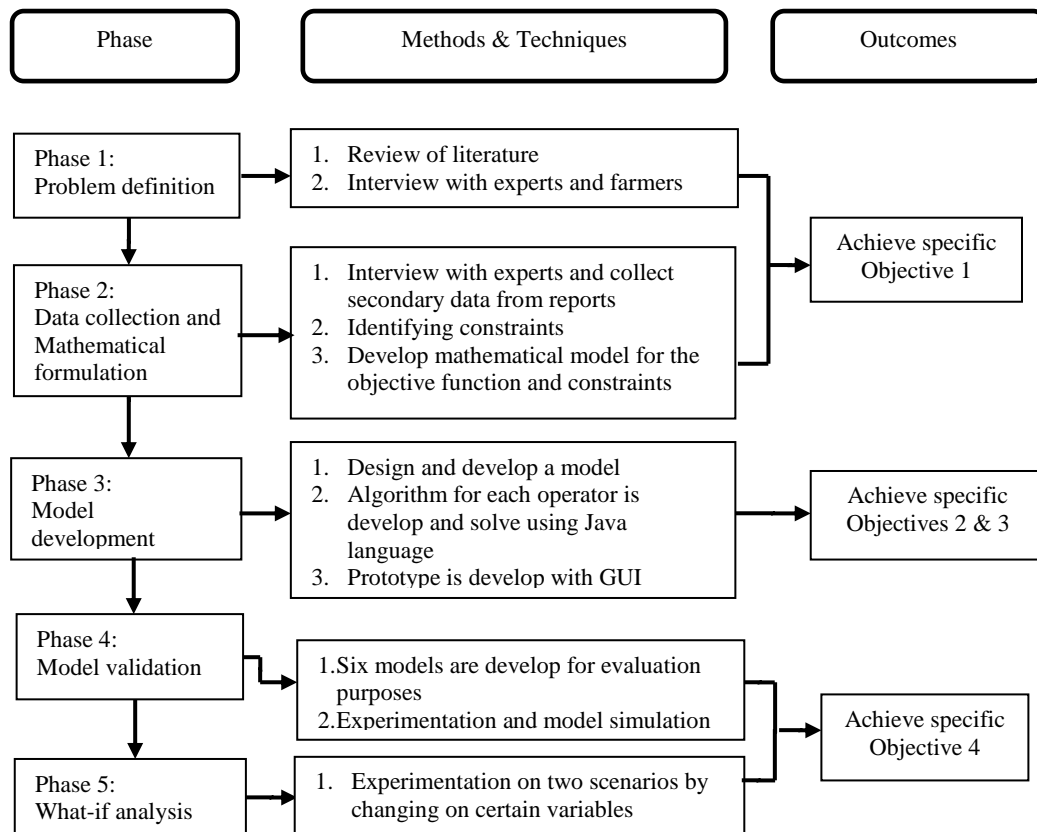 Phase
Methods & Techniques
Outcomes
Phase 1:
Problem definition
1. Review of literature
2. Interview with experts and farmers
Achieve specific
Objective 1
Phase 2:
Data collection and
Mathematical
formulation
1. Interview with experts and collect
secondary data from reports
2. Identifying constraints
3. Develop mathematical model for the
objective function and constraints
Phase 3:
Model
development
1. Design and develop a model
2. Algorithm for each operator is
develop and solve using Java
language
3. Prototype is develop with GUI
Achieve specific
Objectives 2 & 3
Phase 4:
Model validation
1.Six models are develop for evaluation
purposes
2.Experimentation and model simulation
Achieve specific
Objective 4
Phase 5:
What-if analysis
1. Experimentation on two scenarios by
changing on certain variables